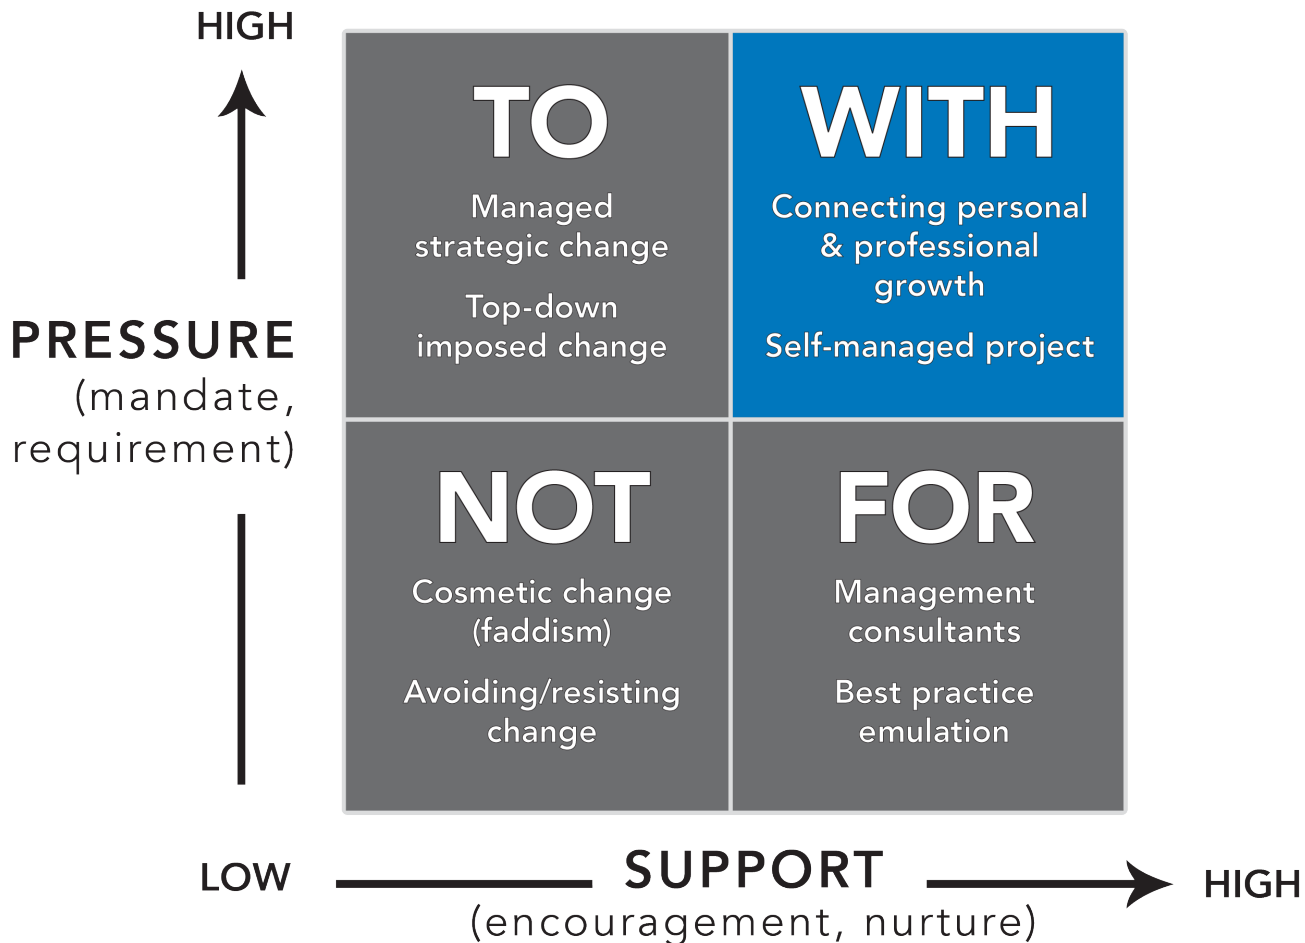 HIGH
TO
Managed
strategic change
Top-down
imposed change
WITH
Connecting personal
& professional
growth
Self-managed project
PRESSURE
(mandate,
requirement)
NOT
Cosmetic change
(faddism)
Avoiding/resisting
change
FOR
Management
consultants
Best practice
emulation
LOW
SUPPORT
(encouragement, nurture)
HIGH